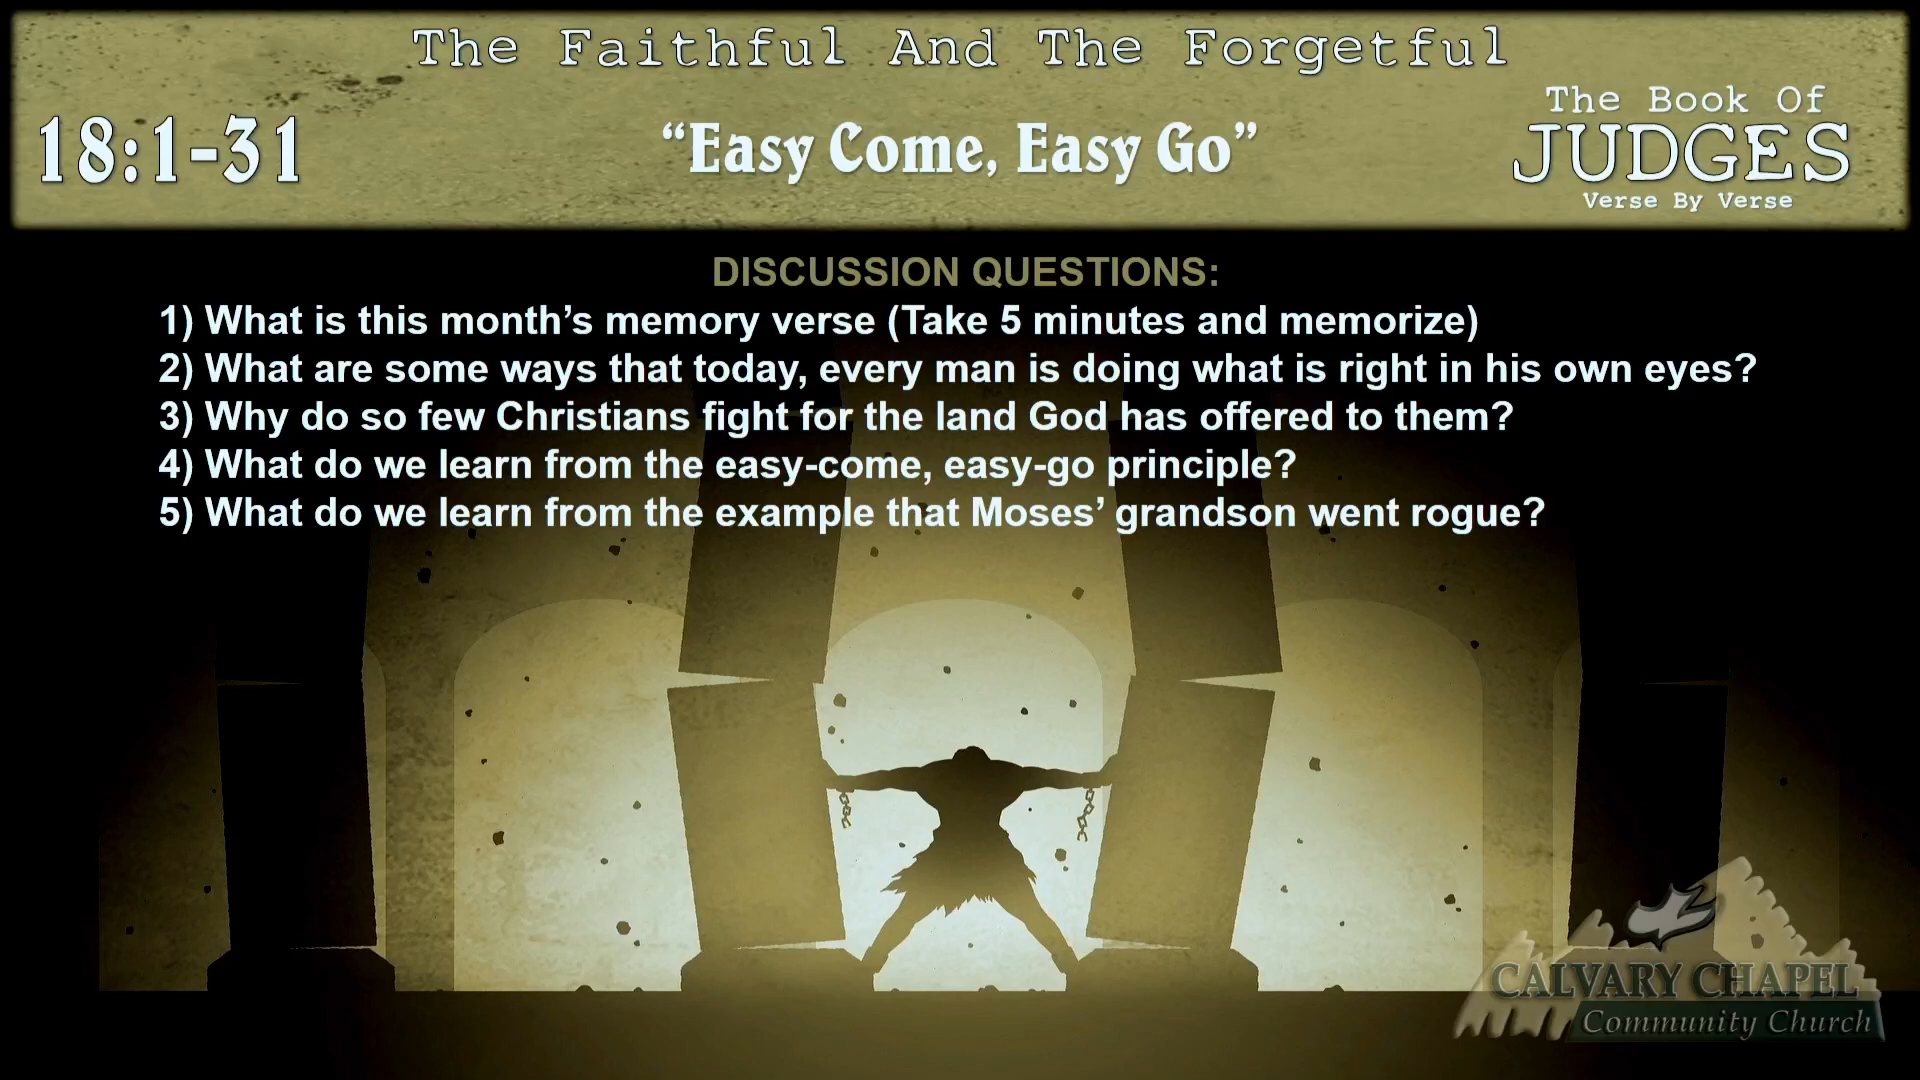 The Faithful And The Forgetful
18:1-31
“Easy Come, Easy Go”
The Book Of
JUDGES
Verse By Verse
DISCUSSION QUESTIONS:
1) What is this month’s memory verse (Take 5 minutes and memorize)
2) What are some ways that today, every man is doing what is right in his own eyes?
3) Why do so few Christians fight for the land God has offered to them?
4) What do we learn from the easy-come, easy-go principle?
5) What do we learn from the example that Moses’ grandson went rogue?
CALVARY CHAPEL
Community Church